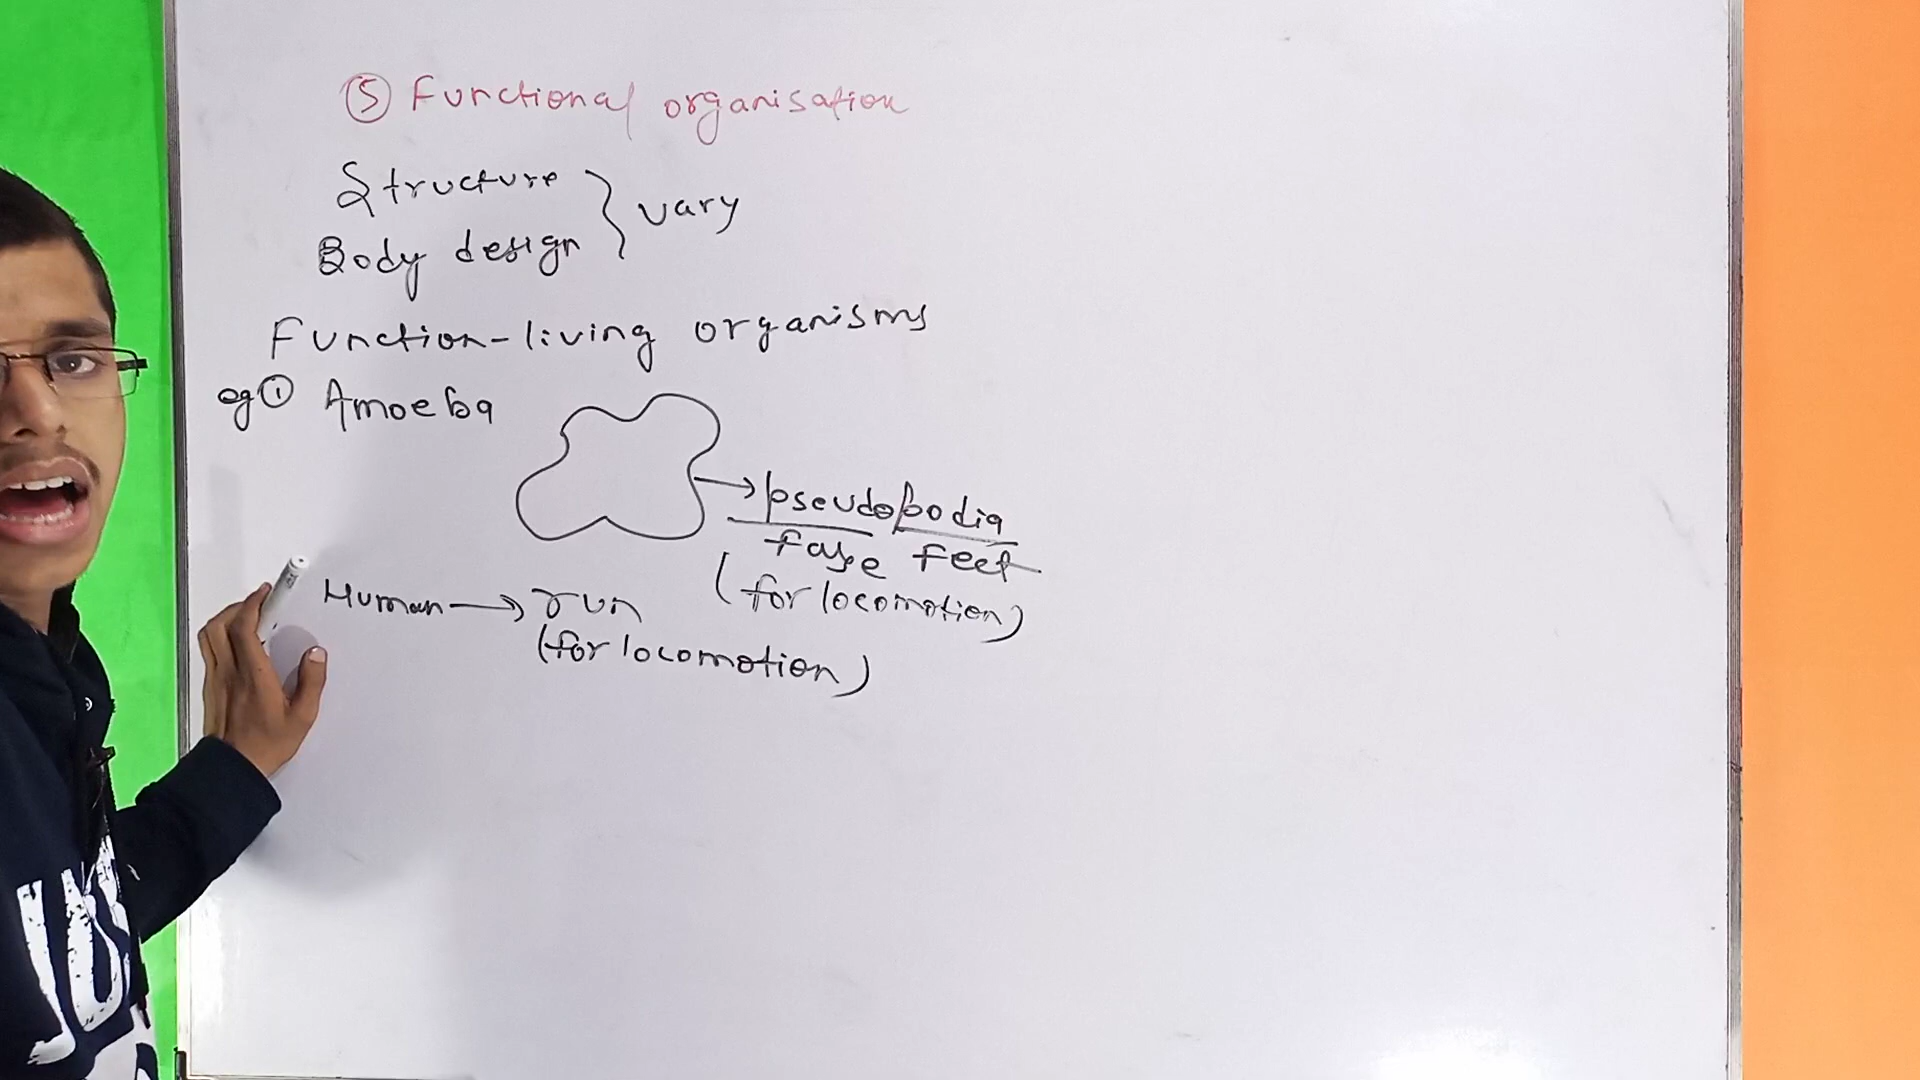 ⑤ Functional organisation
Structure
Body design } vary
Function-living organisms
eg ① Amoeba
→ pseudopodia
false feet
(for locomotion)
Human → run
(for locomotion)